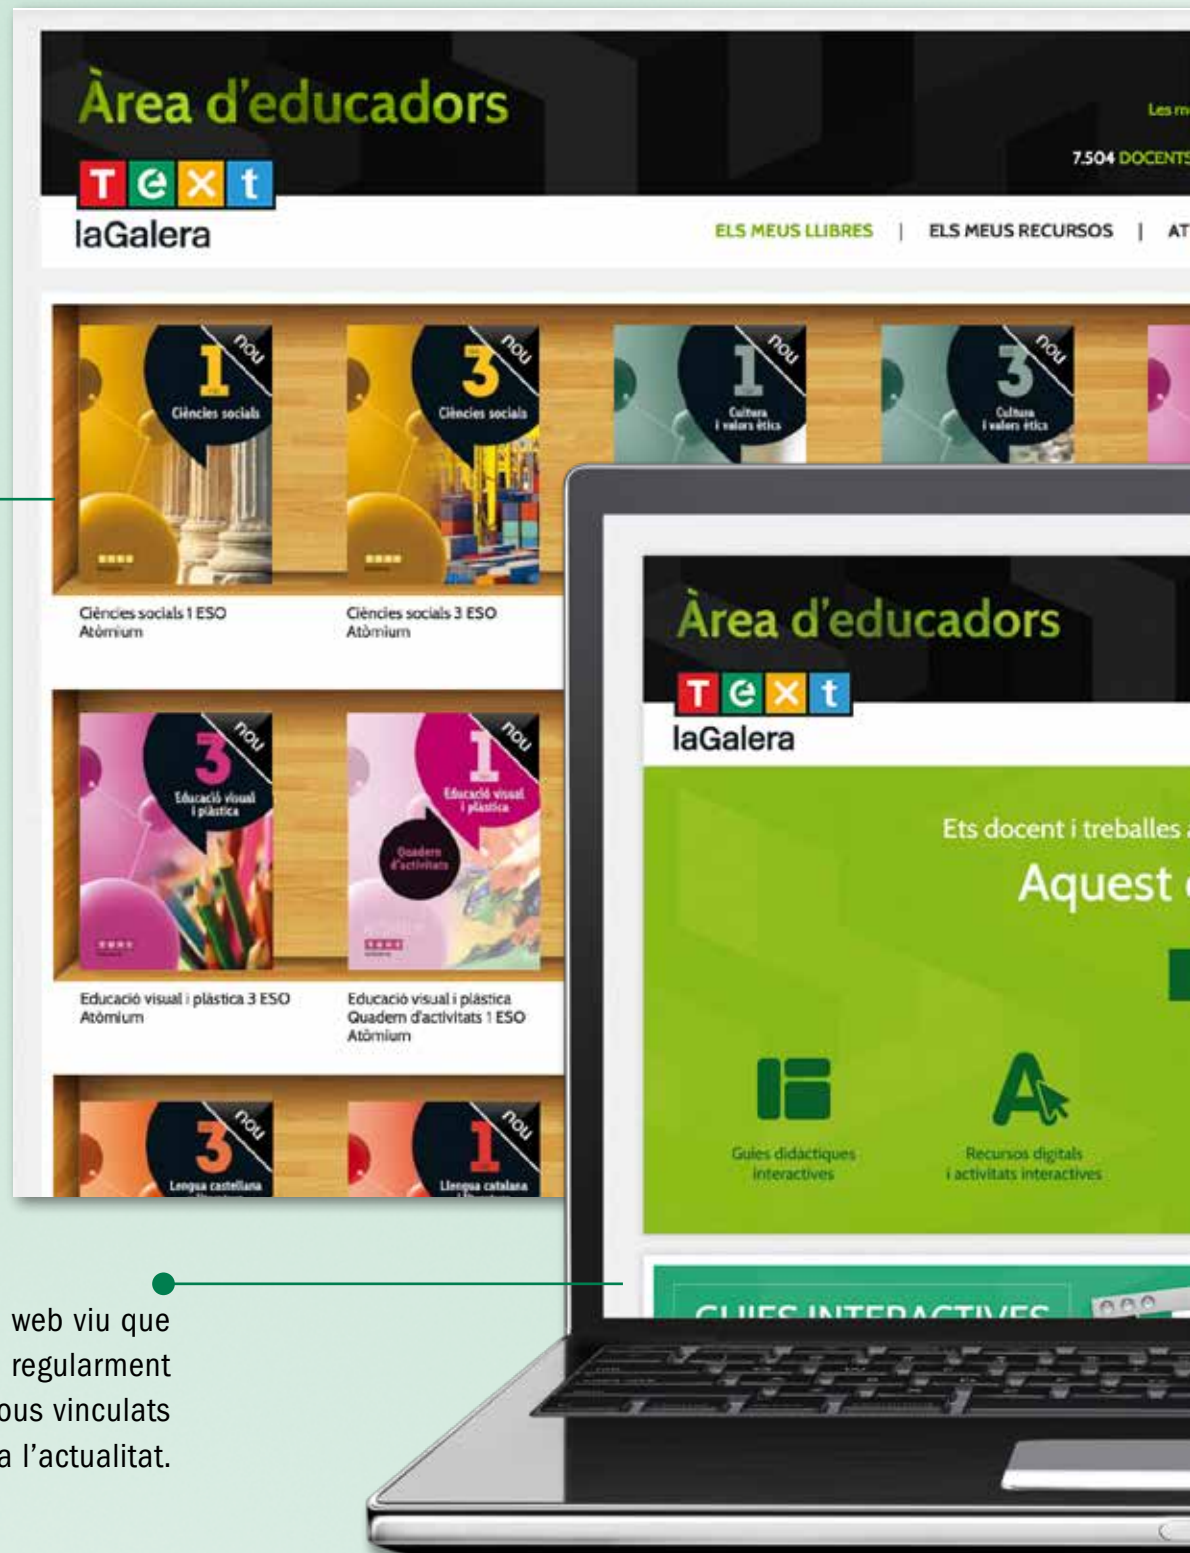 Àrea d'educadors
Text
laGalera
Les
7.504 DOCENTS
ELS MEUS LLIBRES | ELS MEUS RECURSOS |
1
nou
Ciències socials
3
nou
Ciències socials
1
nou
Cultura
i valors ètics
3
nou
Cultura
i valors ètics
Ciències socials 1 ESO
Atòmium
Ciències socials 3 ESO
Atòmium
3
nou
Educació visual
i plàstica
1
nou
Educació visual
i plàstica
Quadern
d'activitats
Educació visual i plàstica 3 ESO
Atòmium
Educació visual i plàstica
Quadern d'activitats 1 ESO
Atòmium
3
nou
Lengua castellana
1
nou
Llengua catalana
Àrea d'educadors
Text
laGalera
Ets docent i treballes
Aquest
Guies didàctiques
interactives
Recursos digitals
i activitats interactives
GUIES INTERACTIVES
web viu que
regularment
ous vinculats
a l'actualitat.